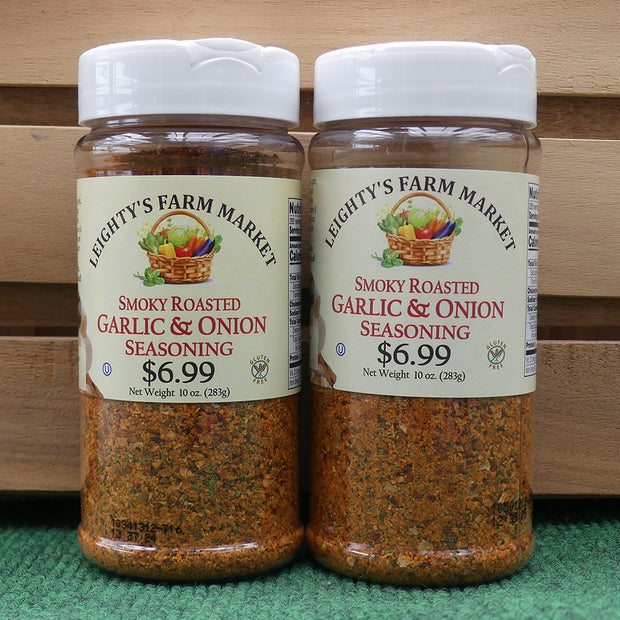 LEIGHTY'S FARM MARKET
SMOKY ROASTED
GARLIC & ONION
SEASONING
$6.99
Net Weight 10 oz. (283g)
U
GLUTEN
FREE
LEIGHTY'S FARM MARKET
SMOKY ROASTED
GARLIC & ONION
SEASONING
$6.99
Net Weight 10 oz. (283g)
U
GLUTEN
FREE